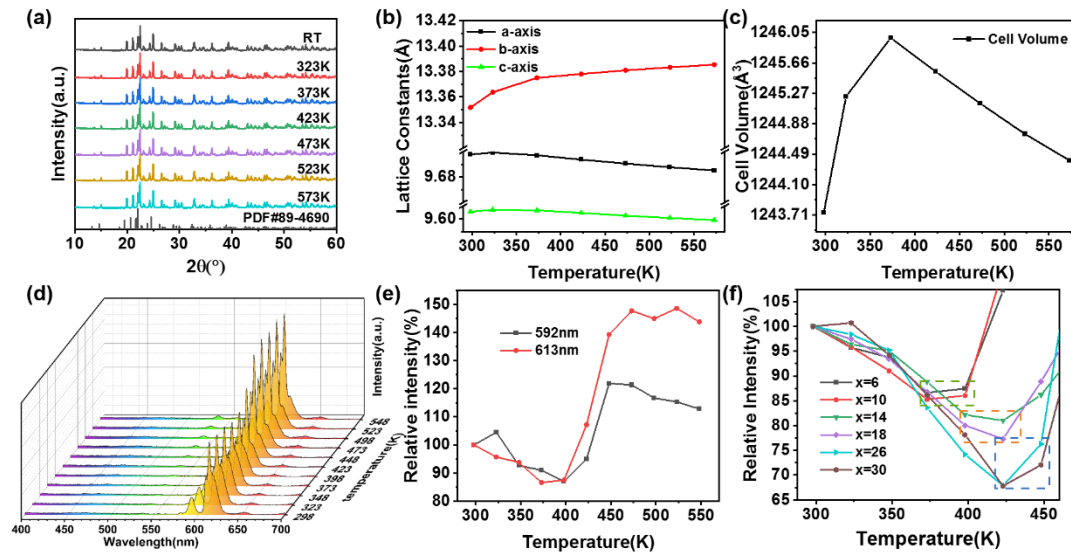 (a)
Intensity(a.u.)
RT
323K
373K
423K
473K
523K
573K
PDF#89-4690
10 20 30 40 50 60
2θ(°)
(b)
Lattice Constants(Å)
13.42
13.40
13.38
13.36
13.34
9.68
9.60
a-axis
b-axis
c-axis
300 350 400 450 500 550
Temperature(K)
(c)
Cell Volume(Å³)
1246.05
1245.66
1245.27
1244.88
1244.49
1244.10
1243.71
Cell Volume
300 350 400 450 500 550
Temperature(K)
(d)
Intensity(a.u.)
548
523
498
473
448
423
398
373
348
323
298
temperature(K)
400 450 500 550 600 650 700
Wavelength(nm)
(e)
Relative intensity(%)
150
140
130
120
110
100
90
80
592nm
613nm
300 350 400 450 500 550
Temperature(K)
(f)
Relative Intensity(%)
105
100
95
90
85
80
75
70
65
x=6
x=10
x=14
x=18
x=26
x=30
300 350 400 450
Temperature(K)